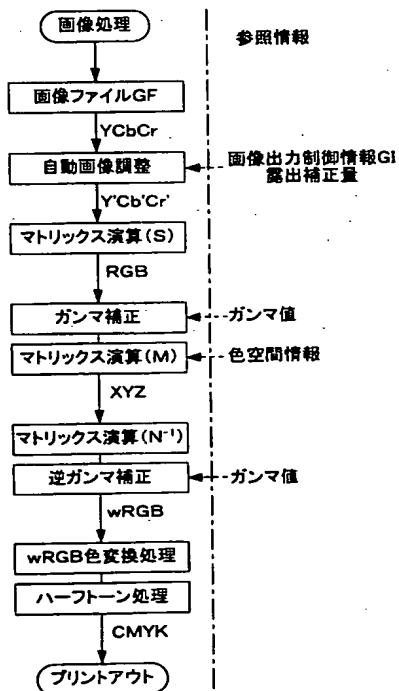 画像処理
参照情報
画像ファイルGF
YCbCr
自動画像調整
画像出力制御情報GI
露出補正量
Y'Cb'Cr'
マトリックス演算(S)
RGB
ガンマ補正
ガンマ値
マトリックス演算(M)
色空間情報
XYZ
マトリックス演算(N⁻¹)
逆ガンマ補正
ガンマ値
wRGB
wRGB色変換処理
ハーフトーン処理
CMYK
プリントアウト